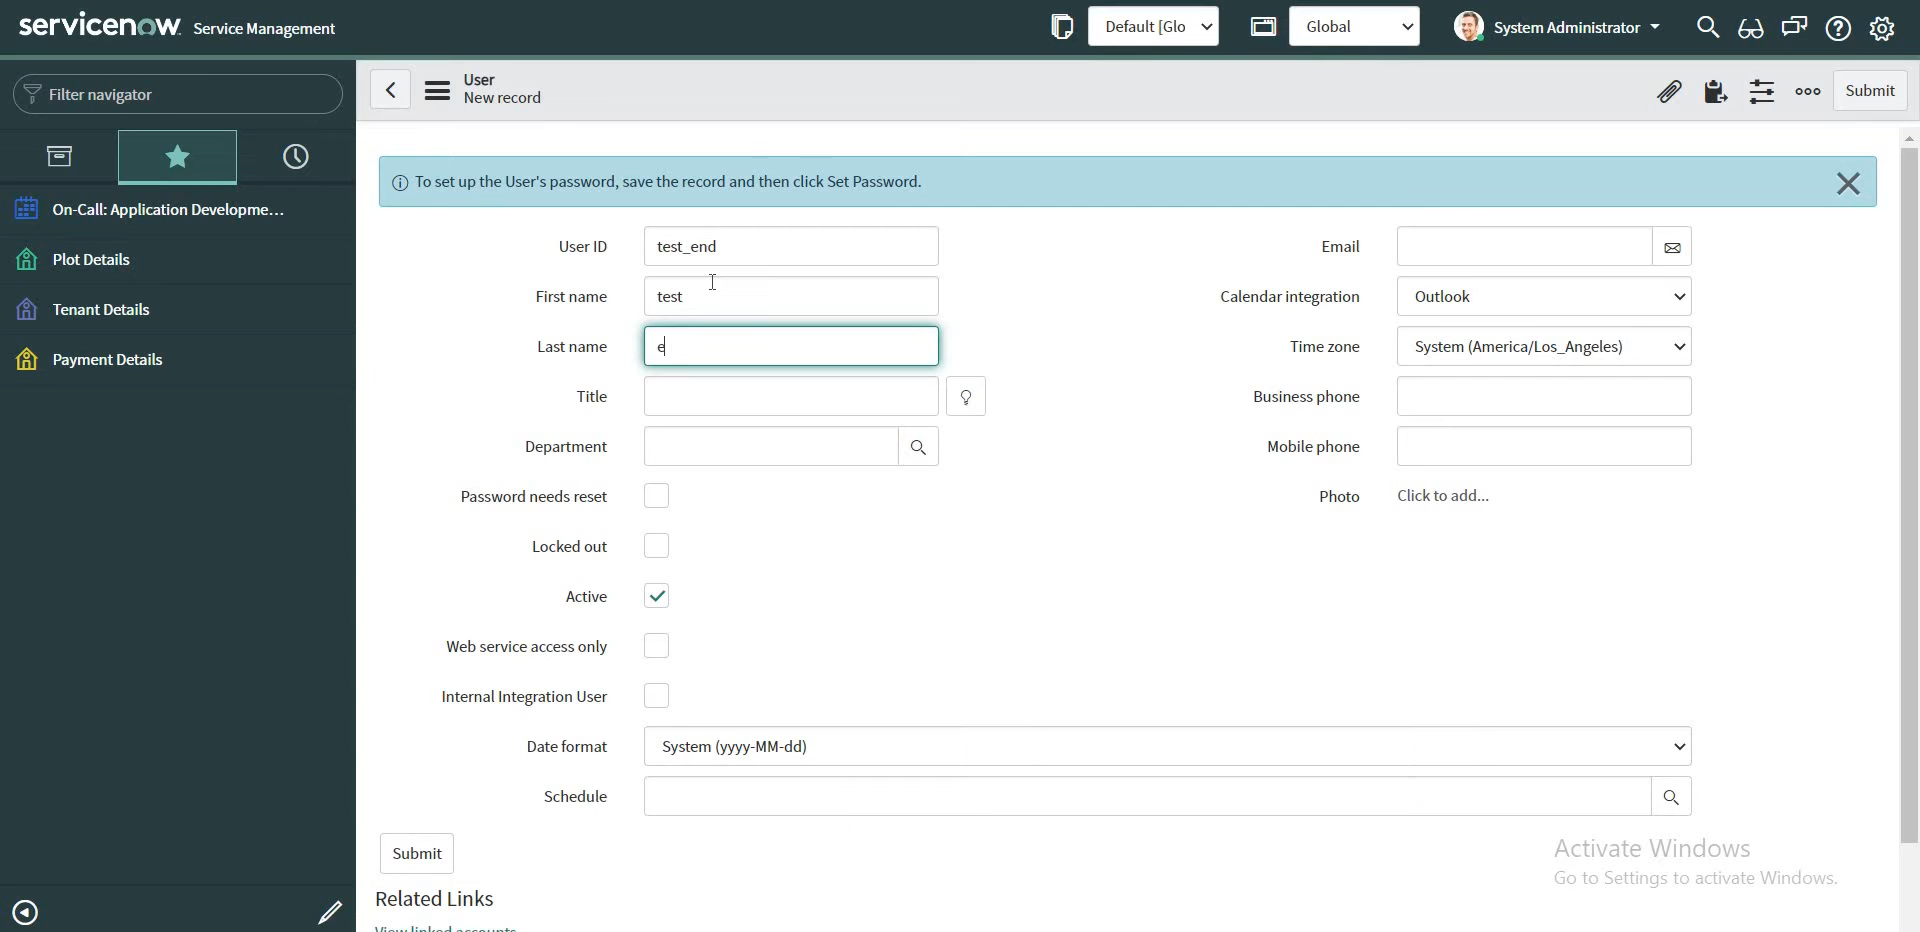 servicenow Service Management
Default [Glo
Global
System Administrator
Filter navigator
On-Call: Application Developme...
Plot Details
Tenant Details
Payment Details
User
New record
Submit
To set up the User's password, save the record and then click Set Password.
User ID test_end
First name test
Last name e
Title
Department
Password needs reset
Locked out
Active
Web service access only
Internal Integration User
Email
Calendar integration Outlook
Time zone System (America/Los_Angeles)
Business phone
Mobile phone
Photo Click to add...
Date format System (yyyy-MM-dd)
Schedule
Submit
Related Links
View linked accounts
Activate Windows
Go to Settings to activate Windows.